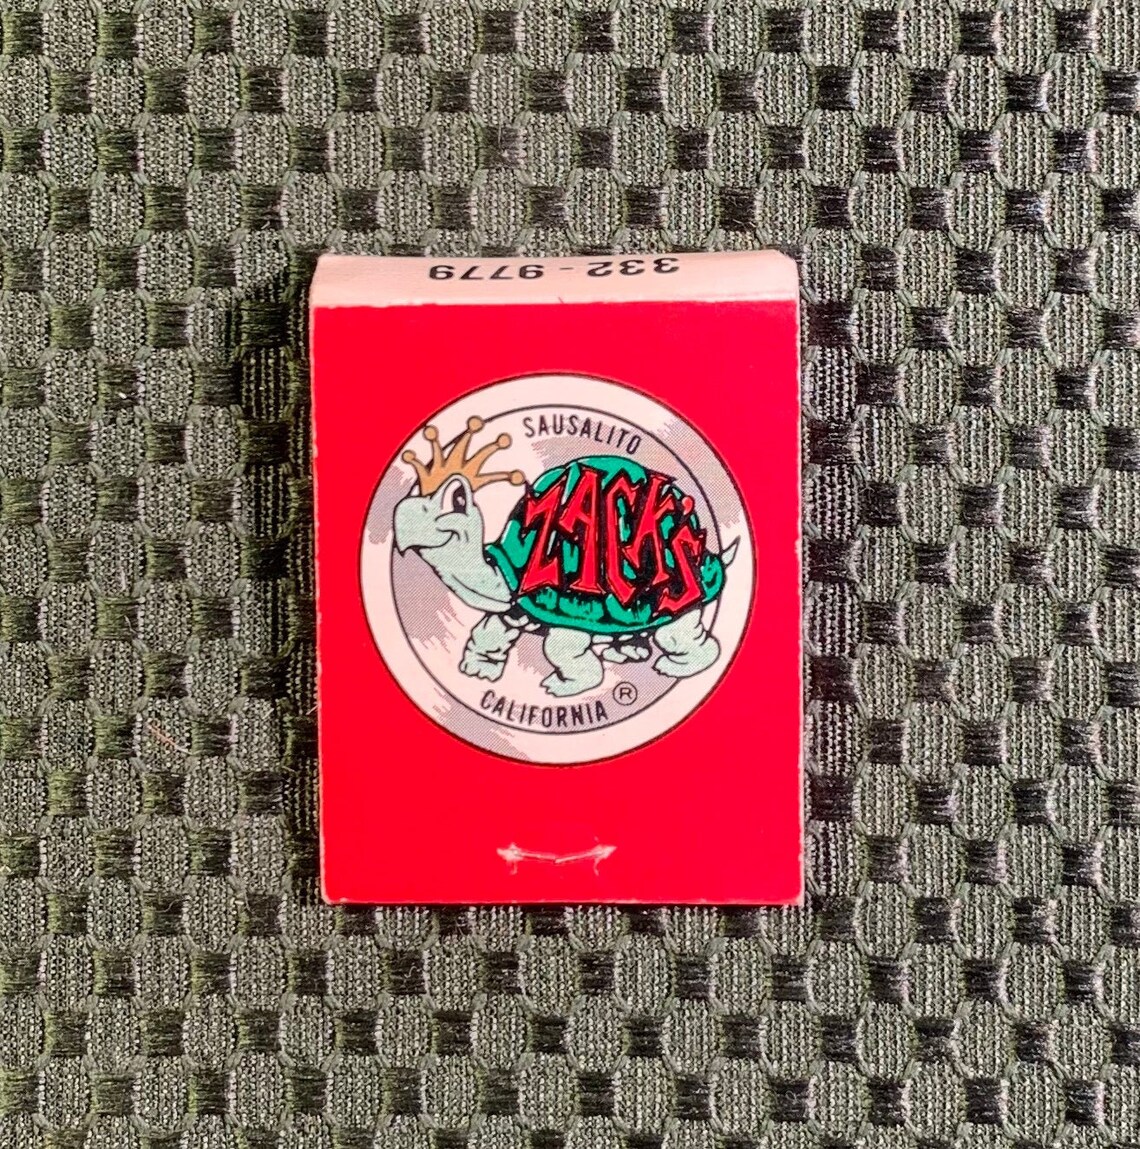 332-9779
SAUSALITO
ZACK'S
CALIFORNIA ®